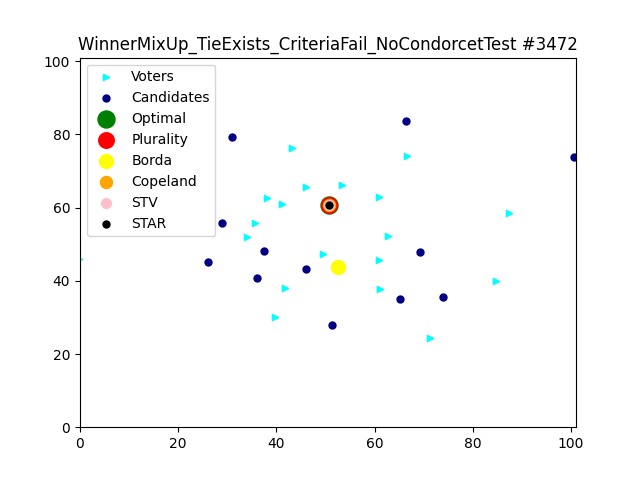 WinnerMixUp_TieExists_CriteriaFail_NoCondorcetTest #3472
100
80
60
40
20
0
Voters
Candidates
Optimal
Plurality
Borda
Copeland
STV
STAR
0 20 40 60 80 100